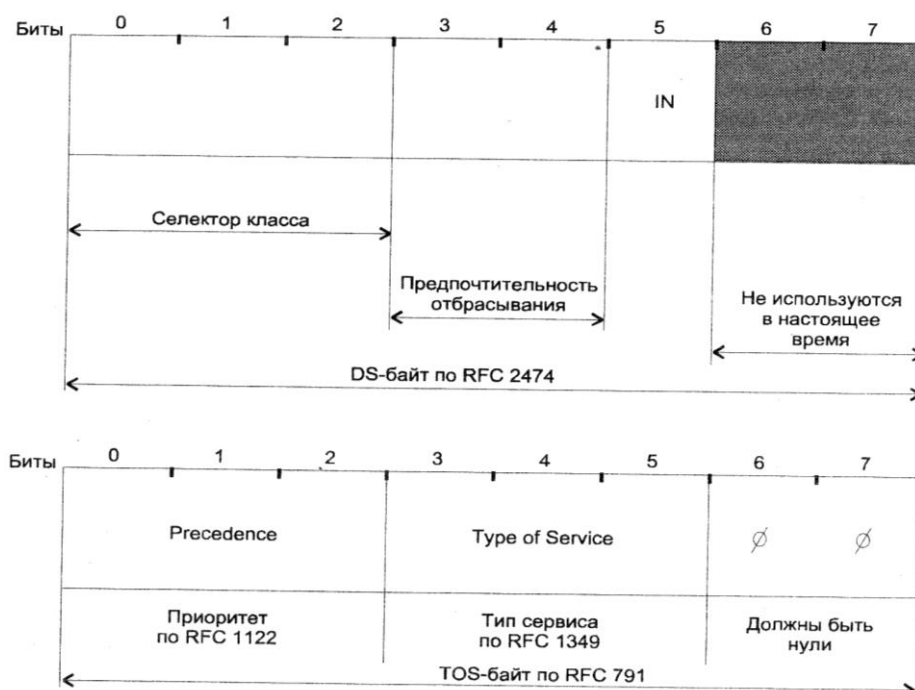 Биты 0 1 2 3 4 5 6 7
IN
Селектор класса
Предпочтительность
отбрасывания
Не используются
в настоящее
время
DS-байт по RFC 2474
Биты 0 1 2 3 4 5 6 7
Precedence Type of Service ∅ ∅
Приоритет
по RFC 1122
Тип сервиса
по RFC 1349
Должны быть
нули
TOS-байт по RFC 791